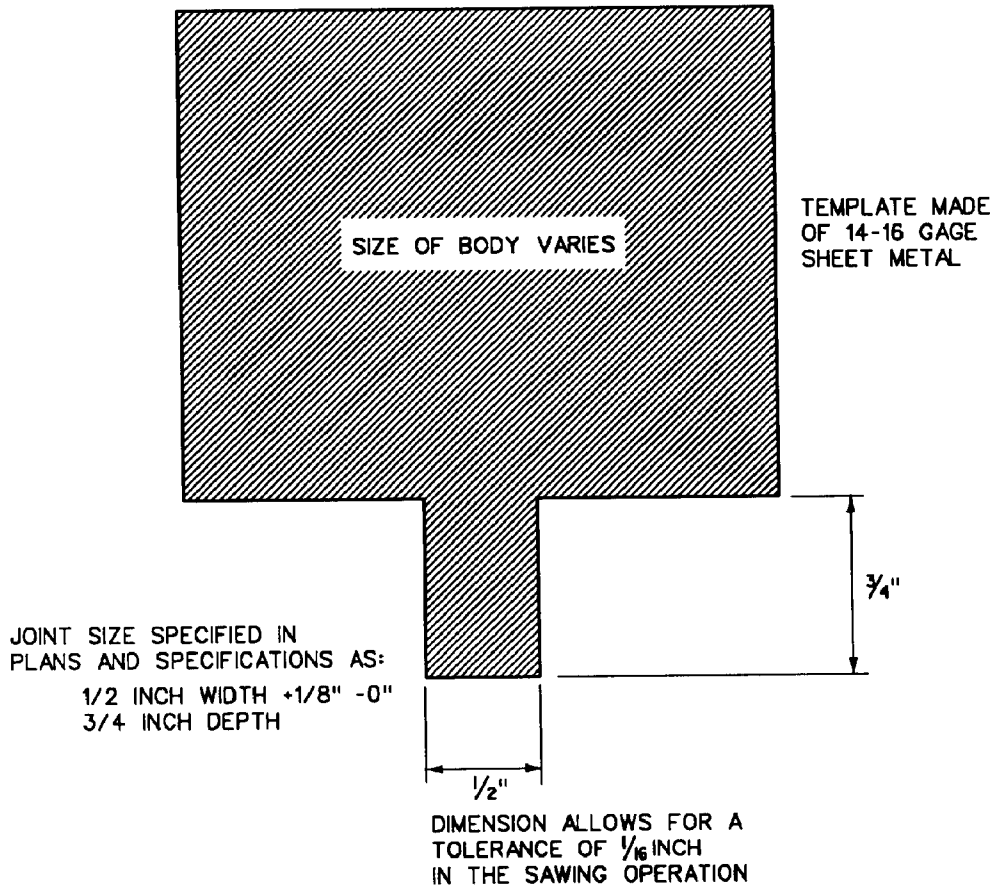 SIZE OF BODY VARIES
TEMPLATE MADE
OF 14-16 GAGE
SHEET METAL
3/4"
JOINT SIZE SPECIFIED IN
PLANS AND SPECIFICATIONS AS:
1/2 INCH WIDTH +1/8" -0"
3/4 INCH DEPTH
1/2"
DIMENSION ALLOWS FOR A
TOLERANCE OF 1/16 INCH
IN THE SAWING OPERATION